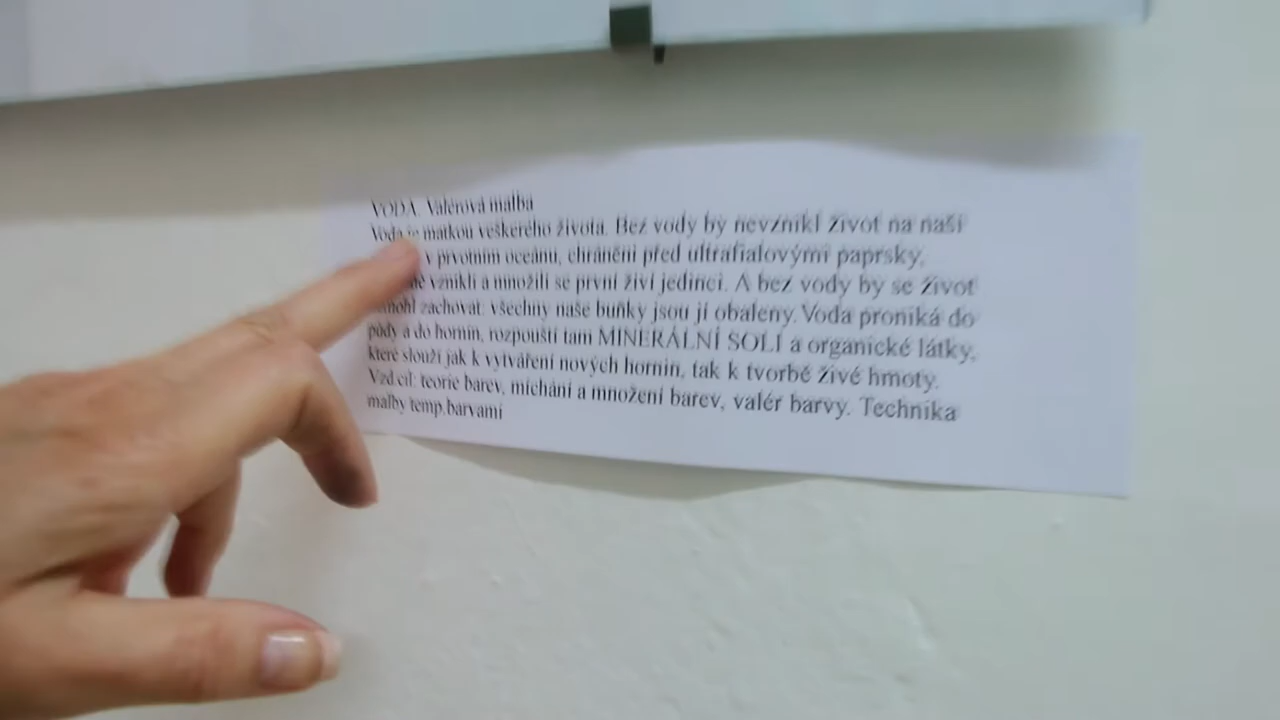 VODA. Valérová malba
Voda je matkou veškerého života. Bez vody by nevznikl život na naší
v prvotním oceánu, chráněni před ultrafialovými paprsky,
vznikli a množili se první živí jedinci. A bez vody by se život
zachovat: všechny naše buňky jsou jí obaleny. Voda proniká do
půdy a do hornin, rozpouští tam MINERÁLNÍ SOLI a organické látky,
které slouží jak k vytváření nových hornin, tak k tvorbě živé hmoty.
Vzd.cíl: teorie barev, míchání a množení barev, valér barvy. Technika
malby temp.barvami